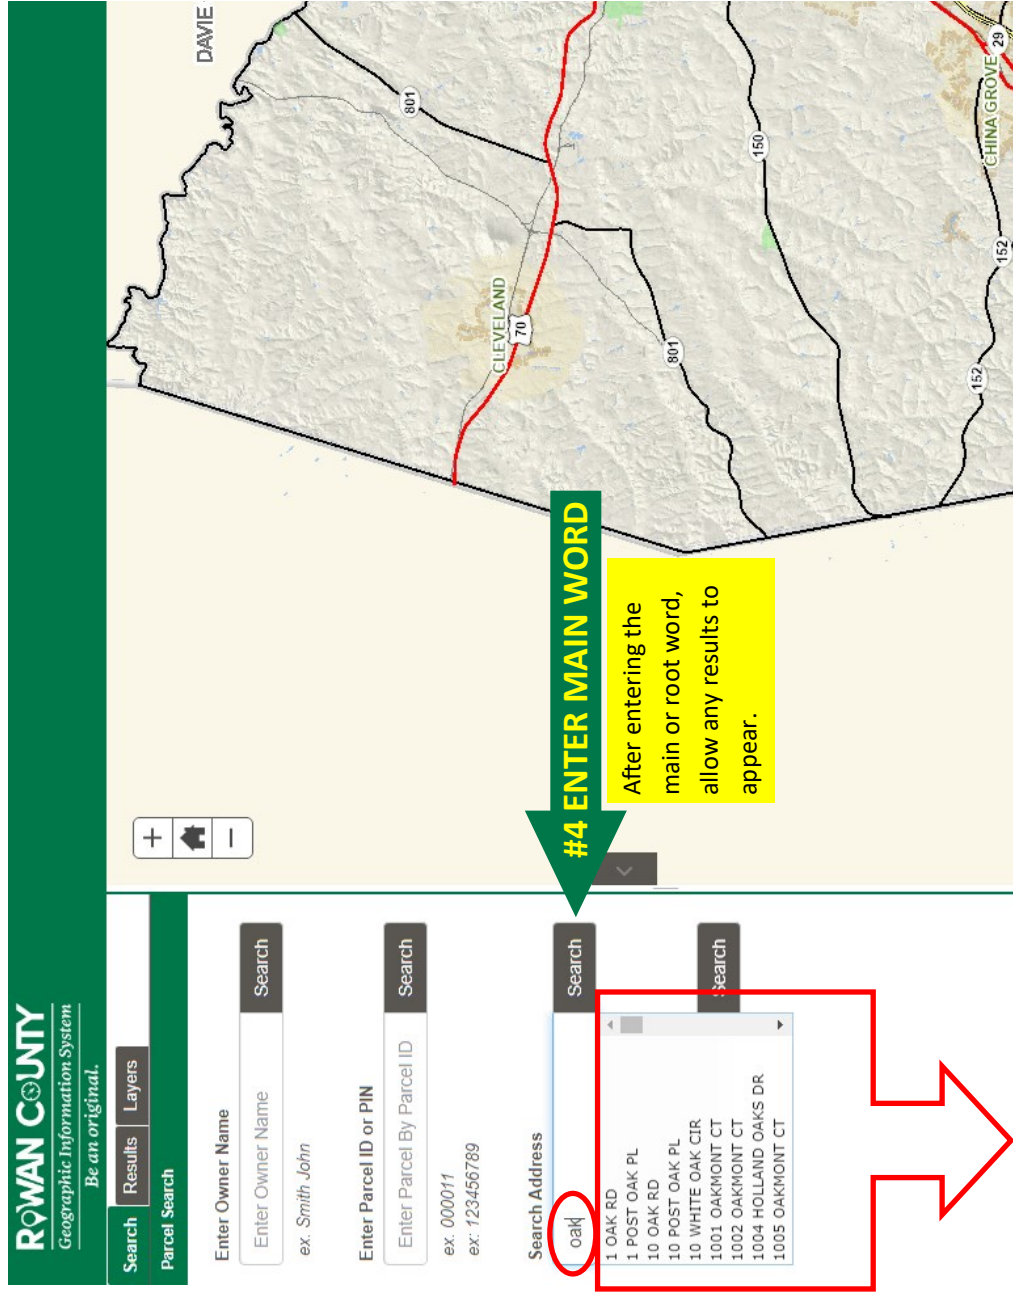 ROWAN COUNTY
Geographic Information System
Be an original.
Search Results Layers
Parcel Search
Enter Owner Name
Enter Owner Name Search
ex. Smith John
Enter Parcel ID or PIN
Enter Parcel By Parcel ID Search
ex: 000011
ex: 123456789
Search Address
oak Search
1 OAK RD
1 POST OAK PL
10 OAK RD
10 POST OAK PL
10 WHITE OAK CIR
1001 OAKMONT CT
1002 OAKMONT CT
1004 HOLLAND OAKS DR
1005 OAKMONT CT
Search
+
−
#4 ENTER MAIN WORD
After entering the
main or root word,
allow any results to
appear.
DAVIE
801
CLEVELAND
70
801
150
152
152
CHINA GROVE
29